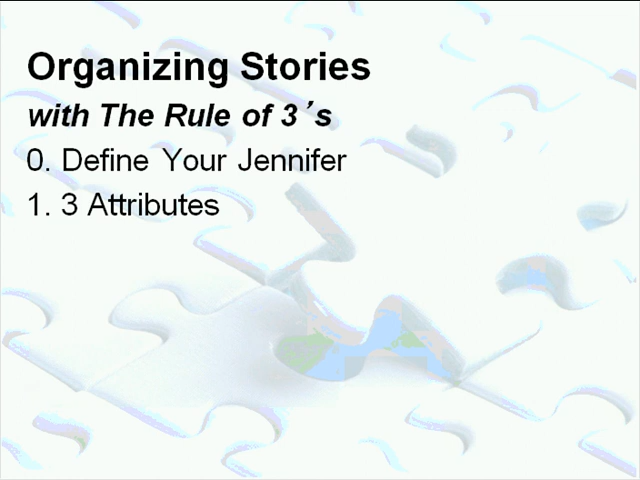 Organizing Stories
with The Rule of 3´s
0. Define Your Jennifer
1. 3 Attributes